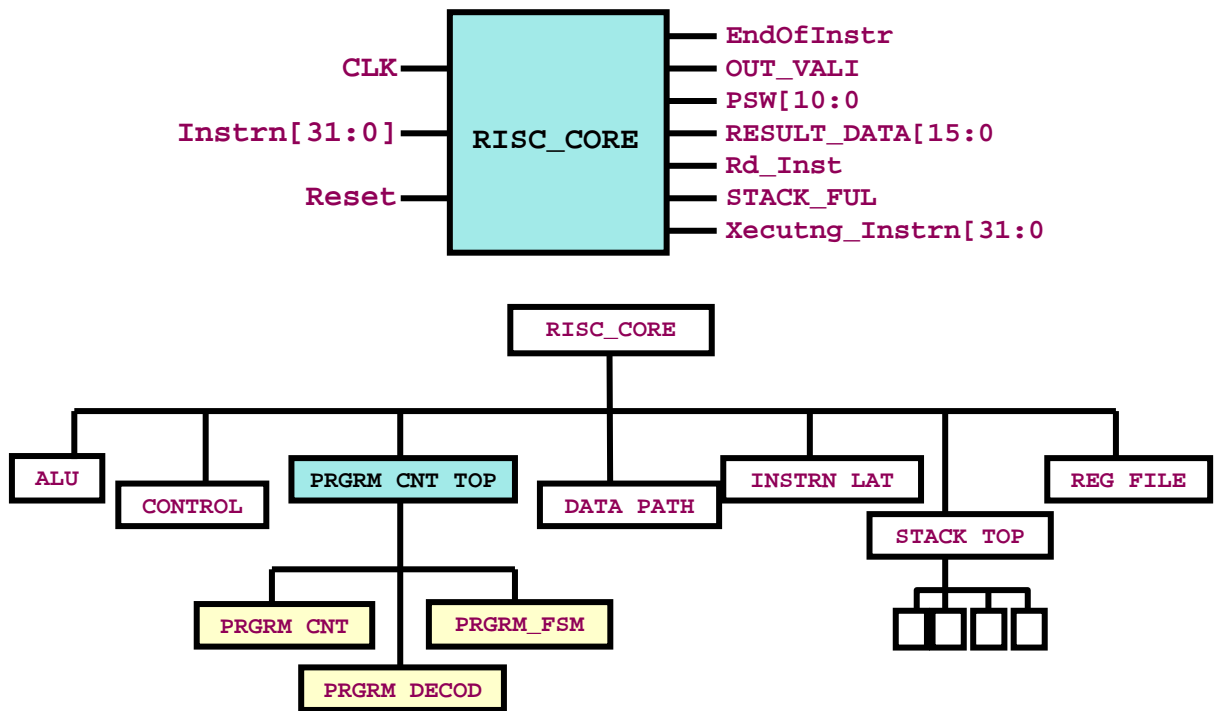 EndOfInstr
CLK
OUT_VALI
PSW[10:0
Instrn[31:0]
RISC_CORE
RESULT_DATA[15:0
Rd_Inst
Reset
STACK_FUL
Xecutng_Instrn[31:0
RISC_CORE
ALU
CONTROL
PRGRM CNT TOP
DATA PATH
INSTRN LAT
STACK TOP
REG FILE
PRGRM CNT
PRGRM_FSM
PRGRM DECOD